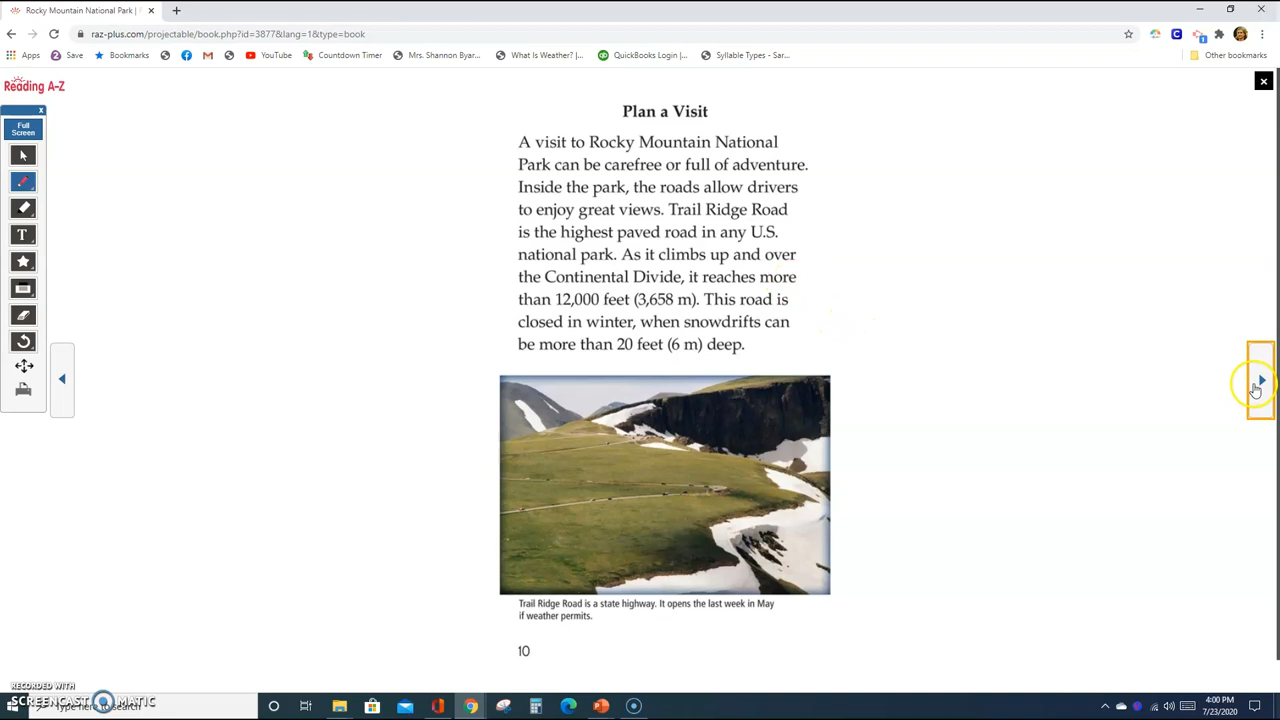 Rocky Mountain National Park |
raz-plus.com/projectable/book.php?id=3877&lang=1&type=book
Apps Save Bookmarks YouTube Countdown Timer Mrs. Shannon Byar... What Is Weather? |... QuickBooks Login |... Syllable Types - Sar... Other bookmarks
Reading A-Z
x
Full
Screen
T
Plan a Visit
A visit to Rocky Mountain National
Park can be carefree or full of adventure.
Inside the park, the roads allow drivers
to enjoy great views. Trail Ridge Road
is the highest paved road in any U.S.
national park. As it climbs up and over
the Continental Divide, it reaches more
than 12,000 feet (3,658 m). This road is
closed in winter, when snowdrifts can
be more than 20 feet (6 m) deep.
Trail Ridge Road is a state highway. It opens the last week in May
if weather permits.
10
RECORDED WITH
SCREENCAST MATIC
Type here to search
4:00 PM
7/23/2020